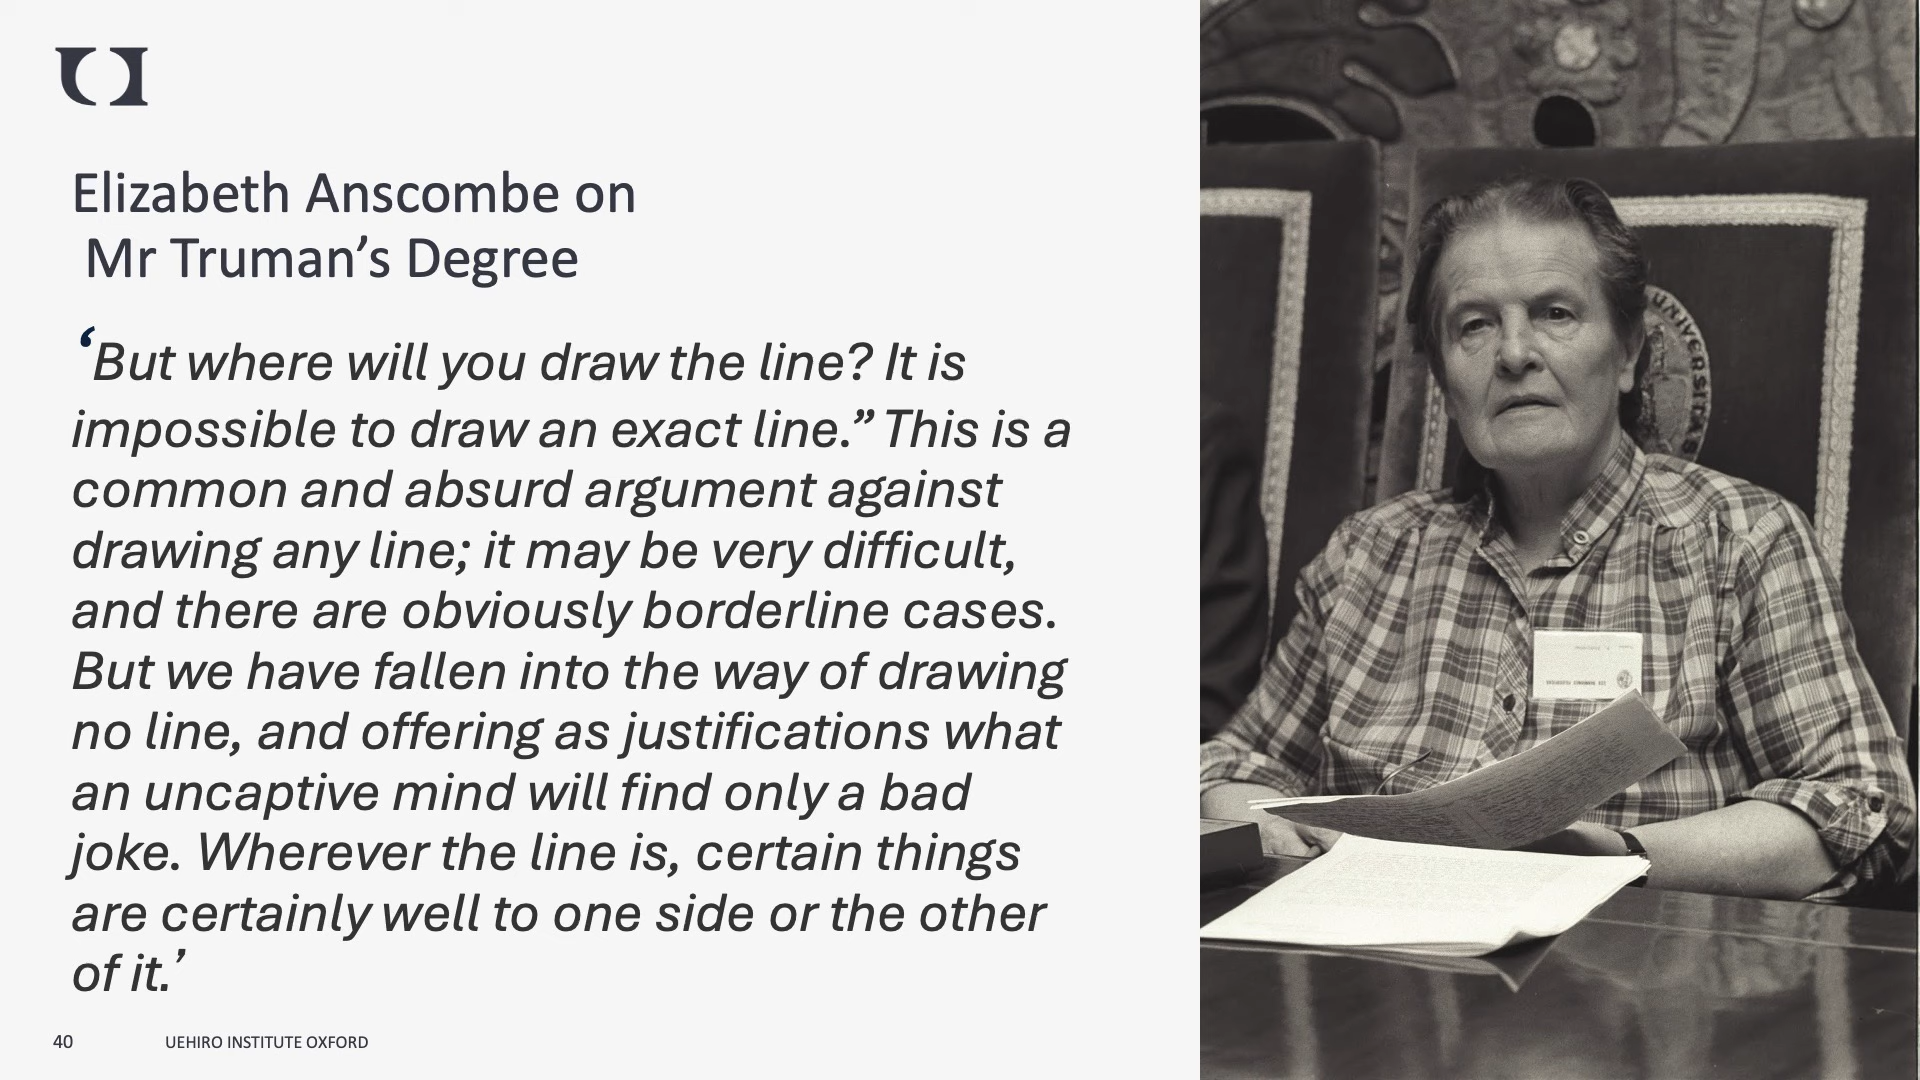 Elizabeth Anscombe on
Mr Truman’s Degree
‘But where will you draw the line? It is
impossible to draw an exact line.” This is a
common and absurd argument against
drawing any line; it may be very difficult,
and there are obviously borderline cases.
But we have fallen into the way of drawing
no line, and offering as justifications what
an uncaptive mind will find only a bad
joke. Wherever the line is, certain things
are certainly well to one side or the other
of it.’
40 UEHIRO INSTITUTE OXFORD